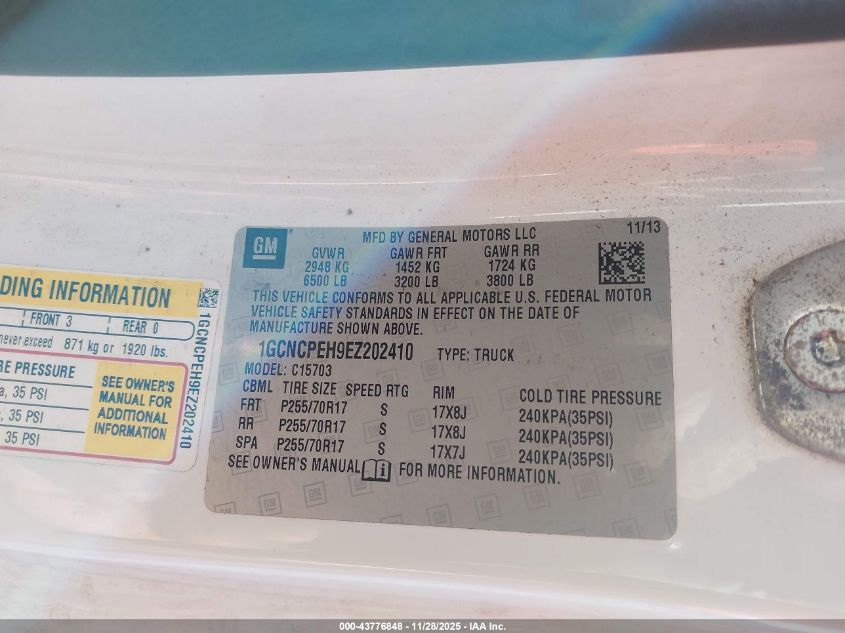 GM
MFD BY GENERAL MOTORS LLC
11/13
GVWR GAWR FRT GAWR RR
2948 KG 1452 KG 1724 KG
6500 LB 3200 LB 3800 LB
THIS VEHICLE CONFORMS TO ALL APPLICABLE U.S. FEDERAL MOTOR
VEHICLE SAFETY STANDARDS IN EFFECT ON THE DATE OF
MANUFACTURE SHOWN ABOVE.
1GCNCPEH9EZ202410 TYPE: TRUCK
MODEL: C15703
CBML TIRE SIZE SPEED RTG RIM COLD TIRE PRESSURE
FRT P255/70R17 S 17X8J 240KPA(35PSI)
RR P255/70R17 S 17X8J 240KPA(35PSI)
SPA P255/70R17 S 17X7J 240KPA(35PSI)
SEE OWNER'S MANUAL FOR MORE INFORMATION.
DING INFORMATION
FRONT 3 REAR 0
never exceed 871 kg or 1920 lbs.
RE PRESSURE
a, 35 PSI
, 35 PSI
35 PSI
SEE OWNER'S
MANUAL FOR
ADDITIONAL
INFORMATION
1GCNCPEH9EZ202410
000-43776848 - 11/28/2025 - IAA Inc.